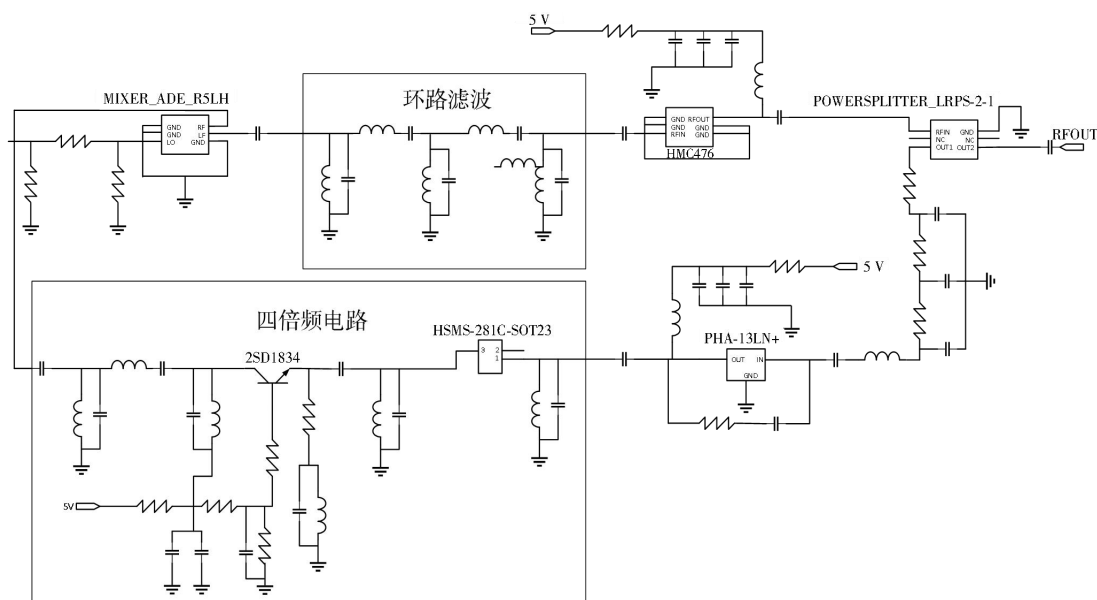 5 V
MIXER_ADE_R5LH
GND RF
GND LF
LO GND
环路滤波
GND RFOUT
GND GND
RFIN GND
HMC476
POWERSPLITTER_LRPS-2-1
RFIN GND
NC NC
OUT1 OUT2
RFOUT
5 V
四倍频电路
HSMS-281C-SOT23
3 2
1
2SD1834
PHA-13LN+
OUT IN
GND
5V